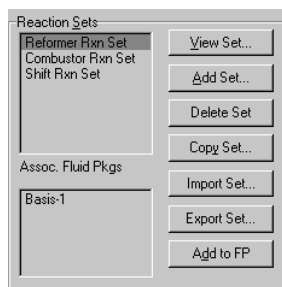 Reaction Sets
Reformer Rxn Set
Combustor Rxn Set
Shift Rxn Set
Assoc. Fluid Pkgs
Basis-1
View Set...
Add Set...
Delete Set
Copy Set...
Import Set...
Export Set...
Add to FP